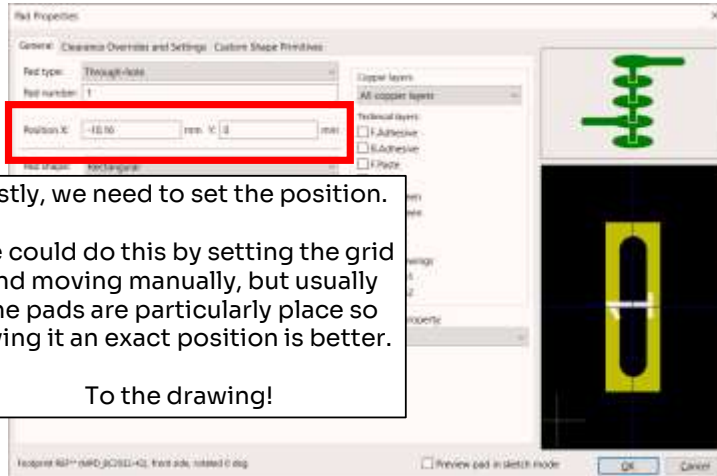 Pad Properties
General Clearance Overrides and Settings Custom Shape Primitives
Pad type: Through-hole
Pad number: 1
Position X: -10.16 mm Y: 0 mm
Pad shape: Rectangular
Copper layers
All copper layers
Technical layers
F.Adhesive
B.Adhesive
F.Paste
stly, we need to set the position.
e could do this by setting the grid
nd moving manually, but usually
he pads are particularly place so
ving it an exact position is better.
To the drawing!
1
Preview pad in sketch mode
OK
Cancel